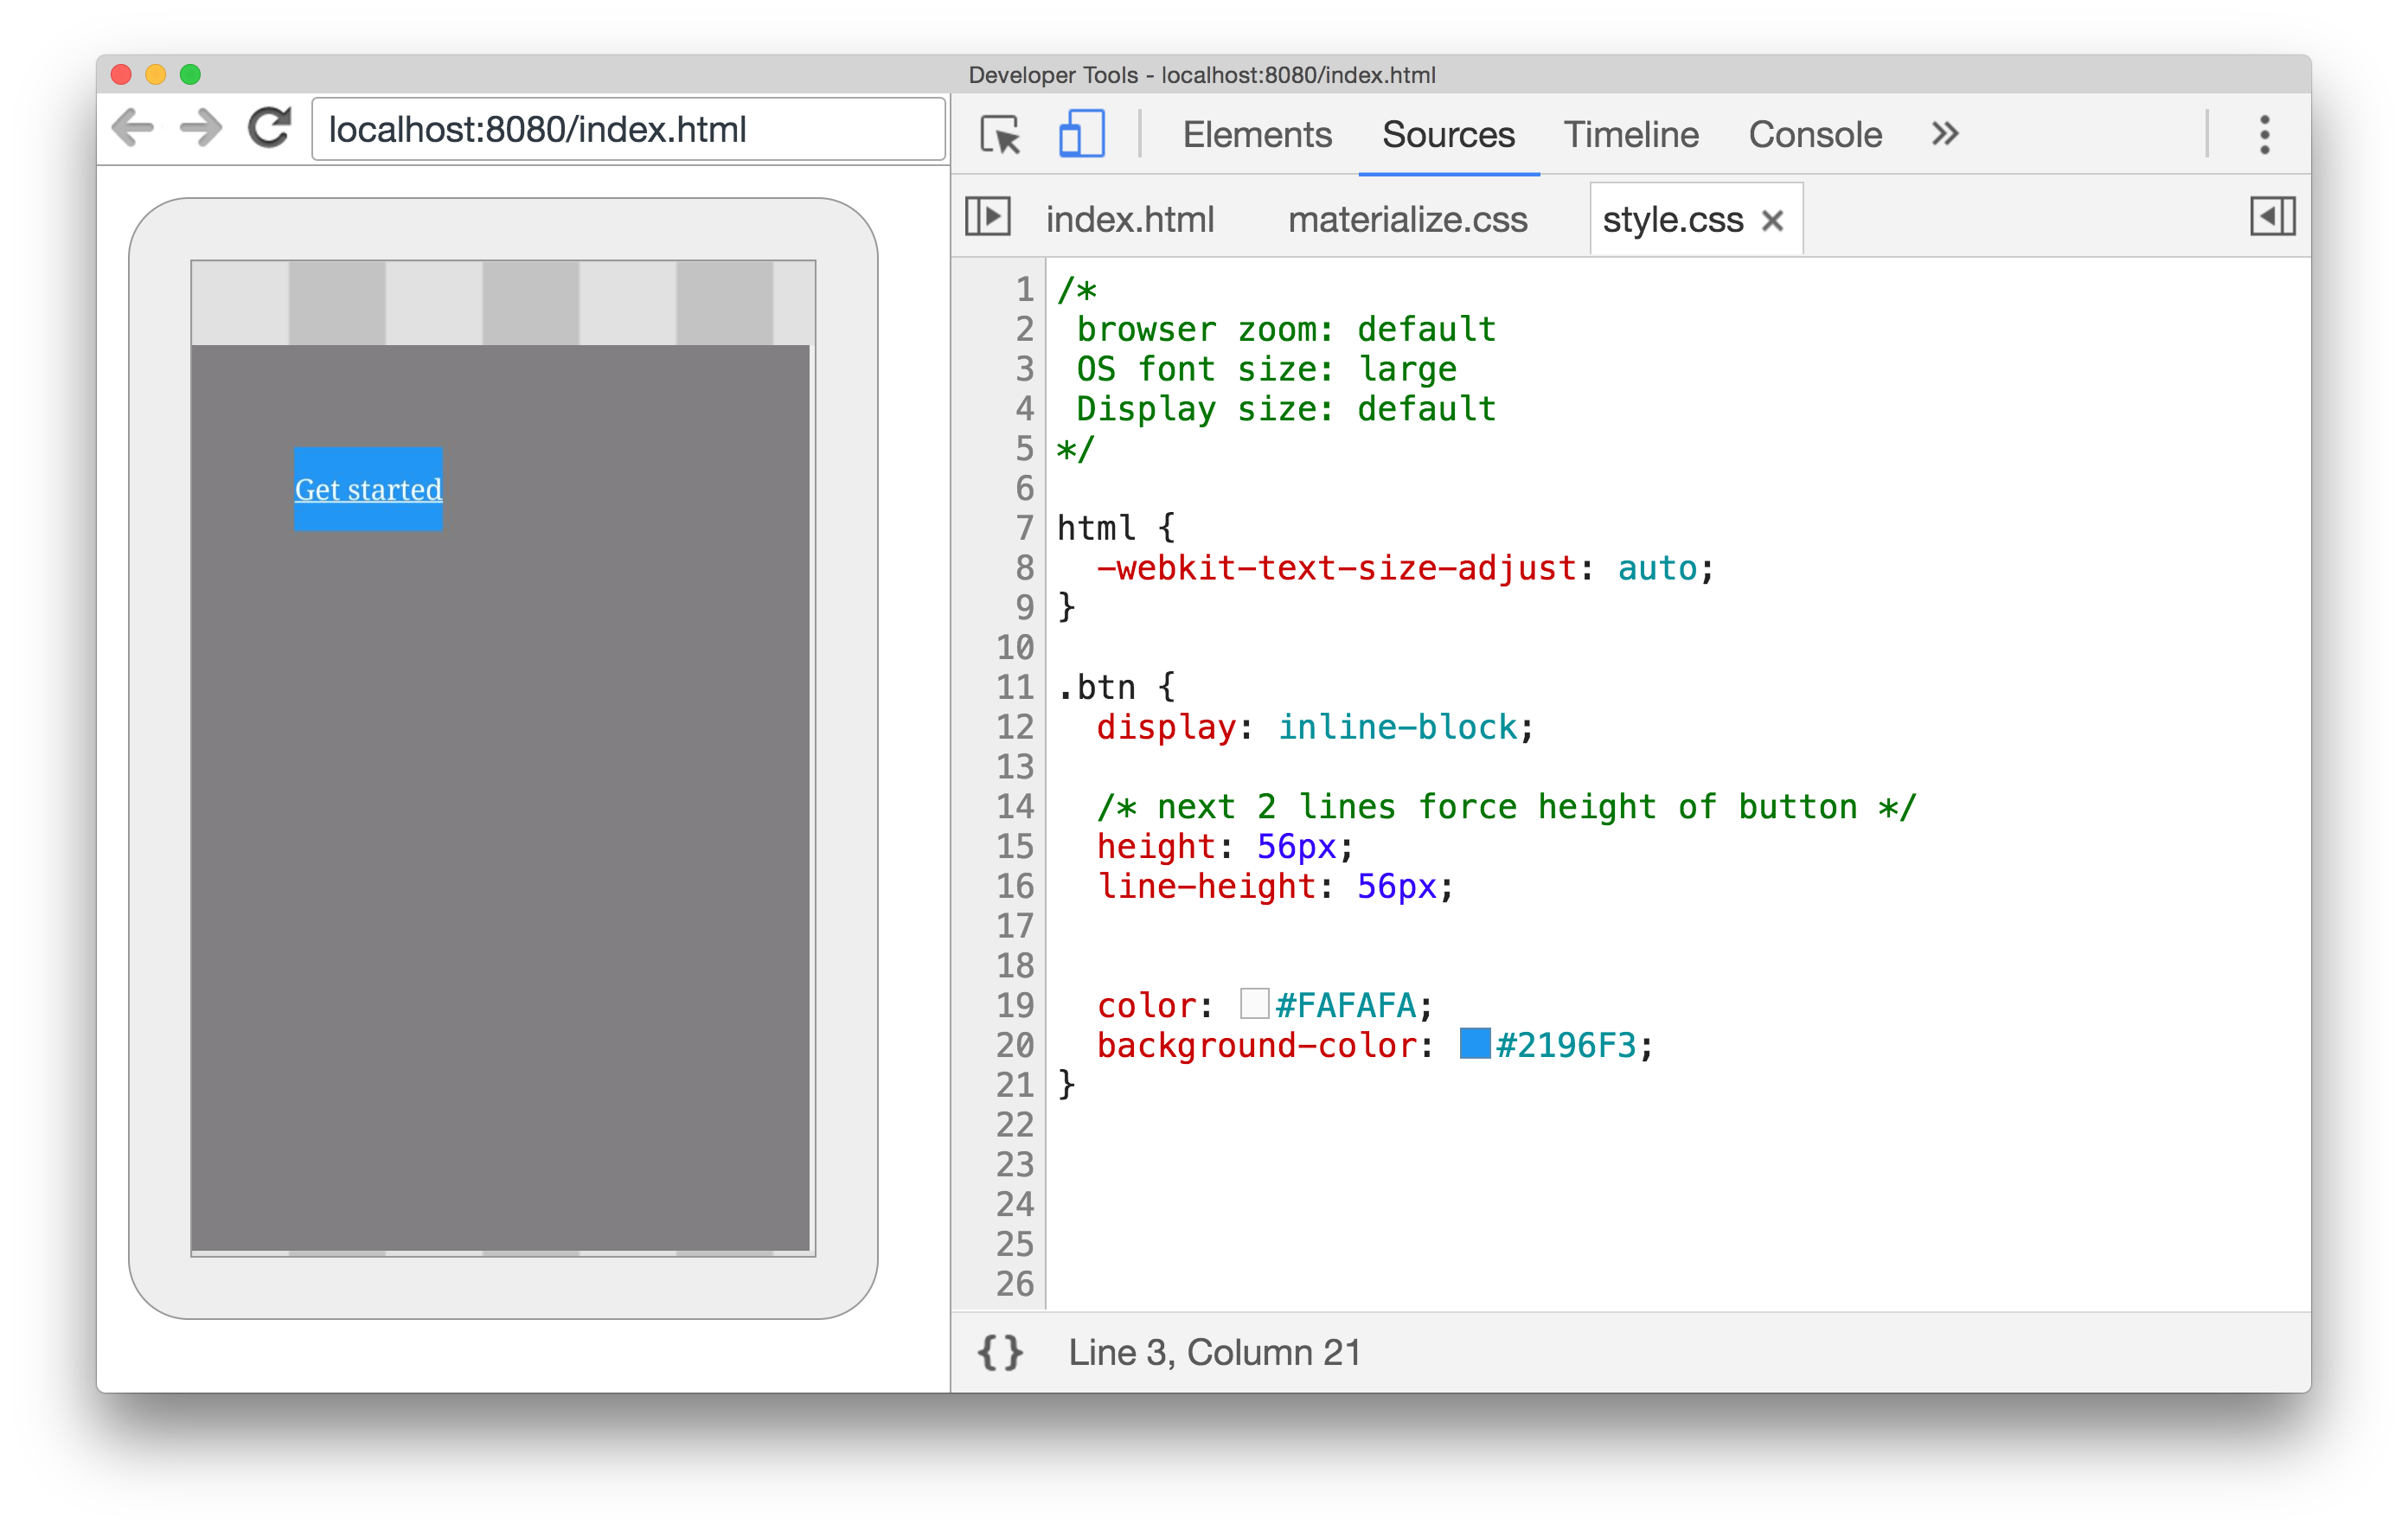 Developer Tools - localhost:8080/index.html
localhost:8080/index.html
Elements Sources Timeline Console »
index.html materialize.css style.css ×
Get started
1 /*
2 browser zoom: default
3 OS font size: large
4 Display size: default
5 */
6
7 html {
8 -webkit-text-size-adjust: auto;
9 }
10
11 .btn {
12 display: inline-block;
13
14 /* next 2 lines force height of button */
15 height: 56px;
16 line-height: 56px;
17
18
19 color: #FAFAFA;
20 background-color: #2196F3;
21 }
22
23
24
25
26
{} Line 3, Column 21